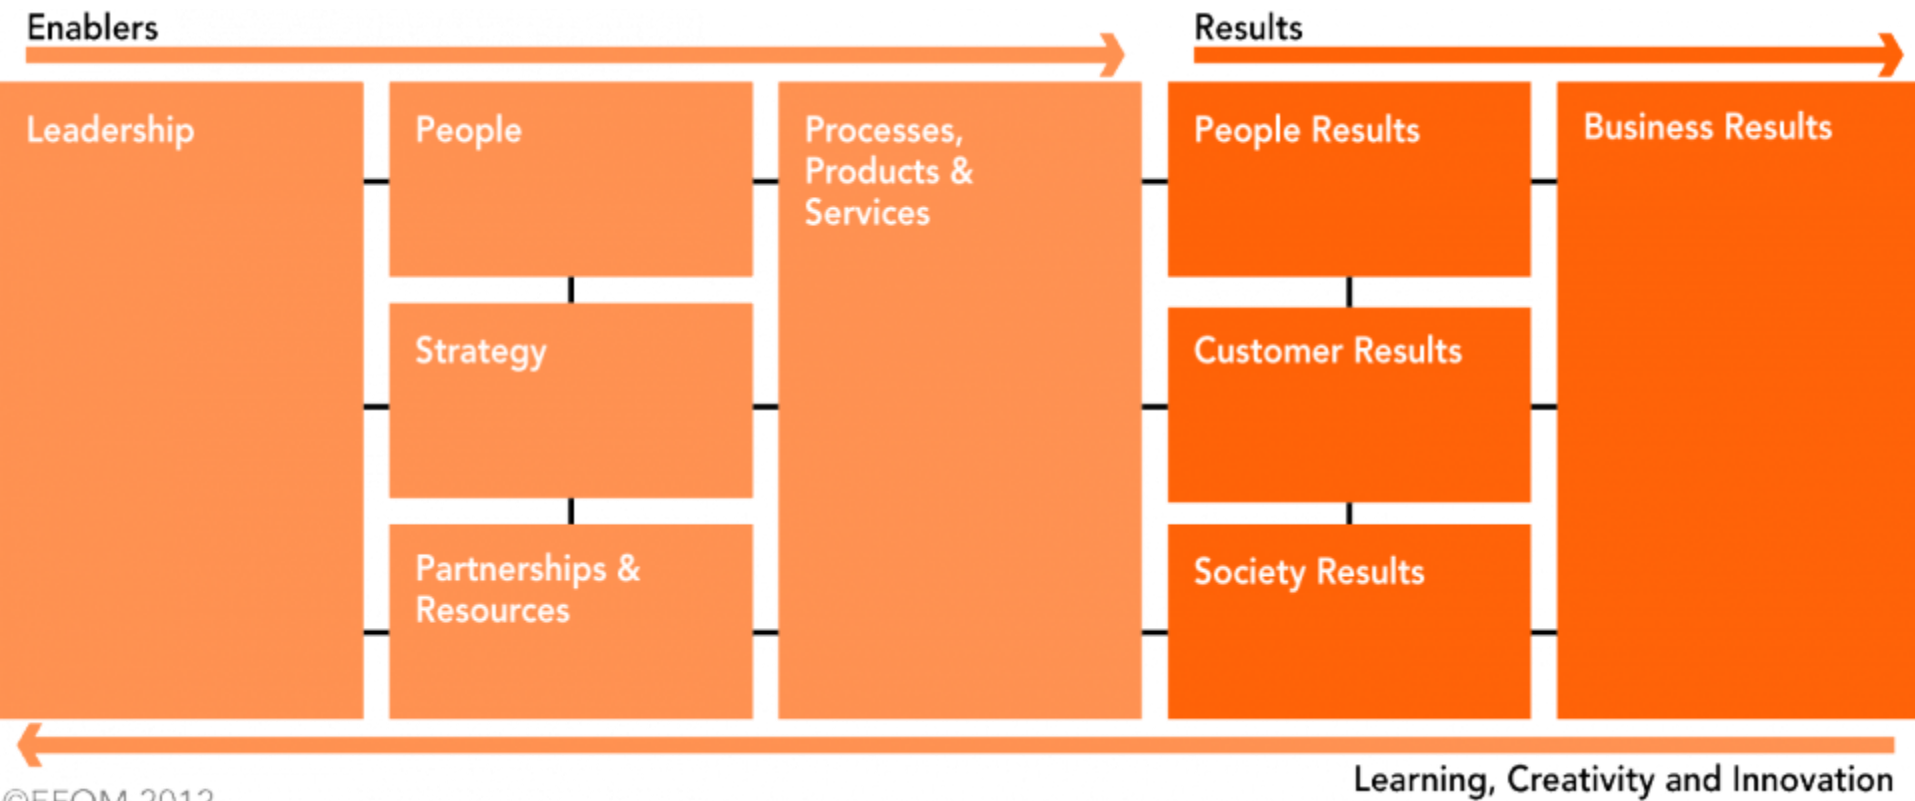 Enablers
Results
Leadership
People
Processes,
Products &
Services
People Results
Business Results
Strategy
Customer Results
Partnerships &
Resources
Society Results
Learning, Creativity and Innovation